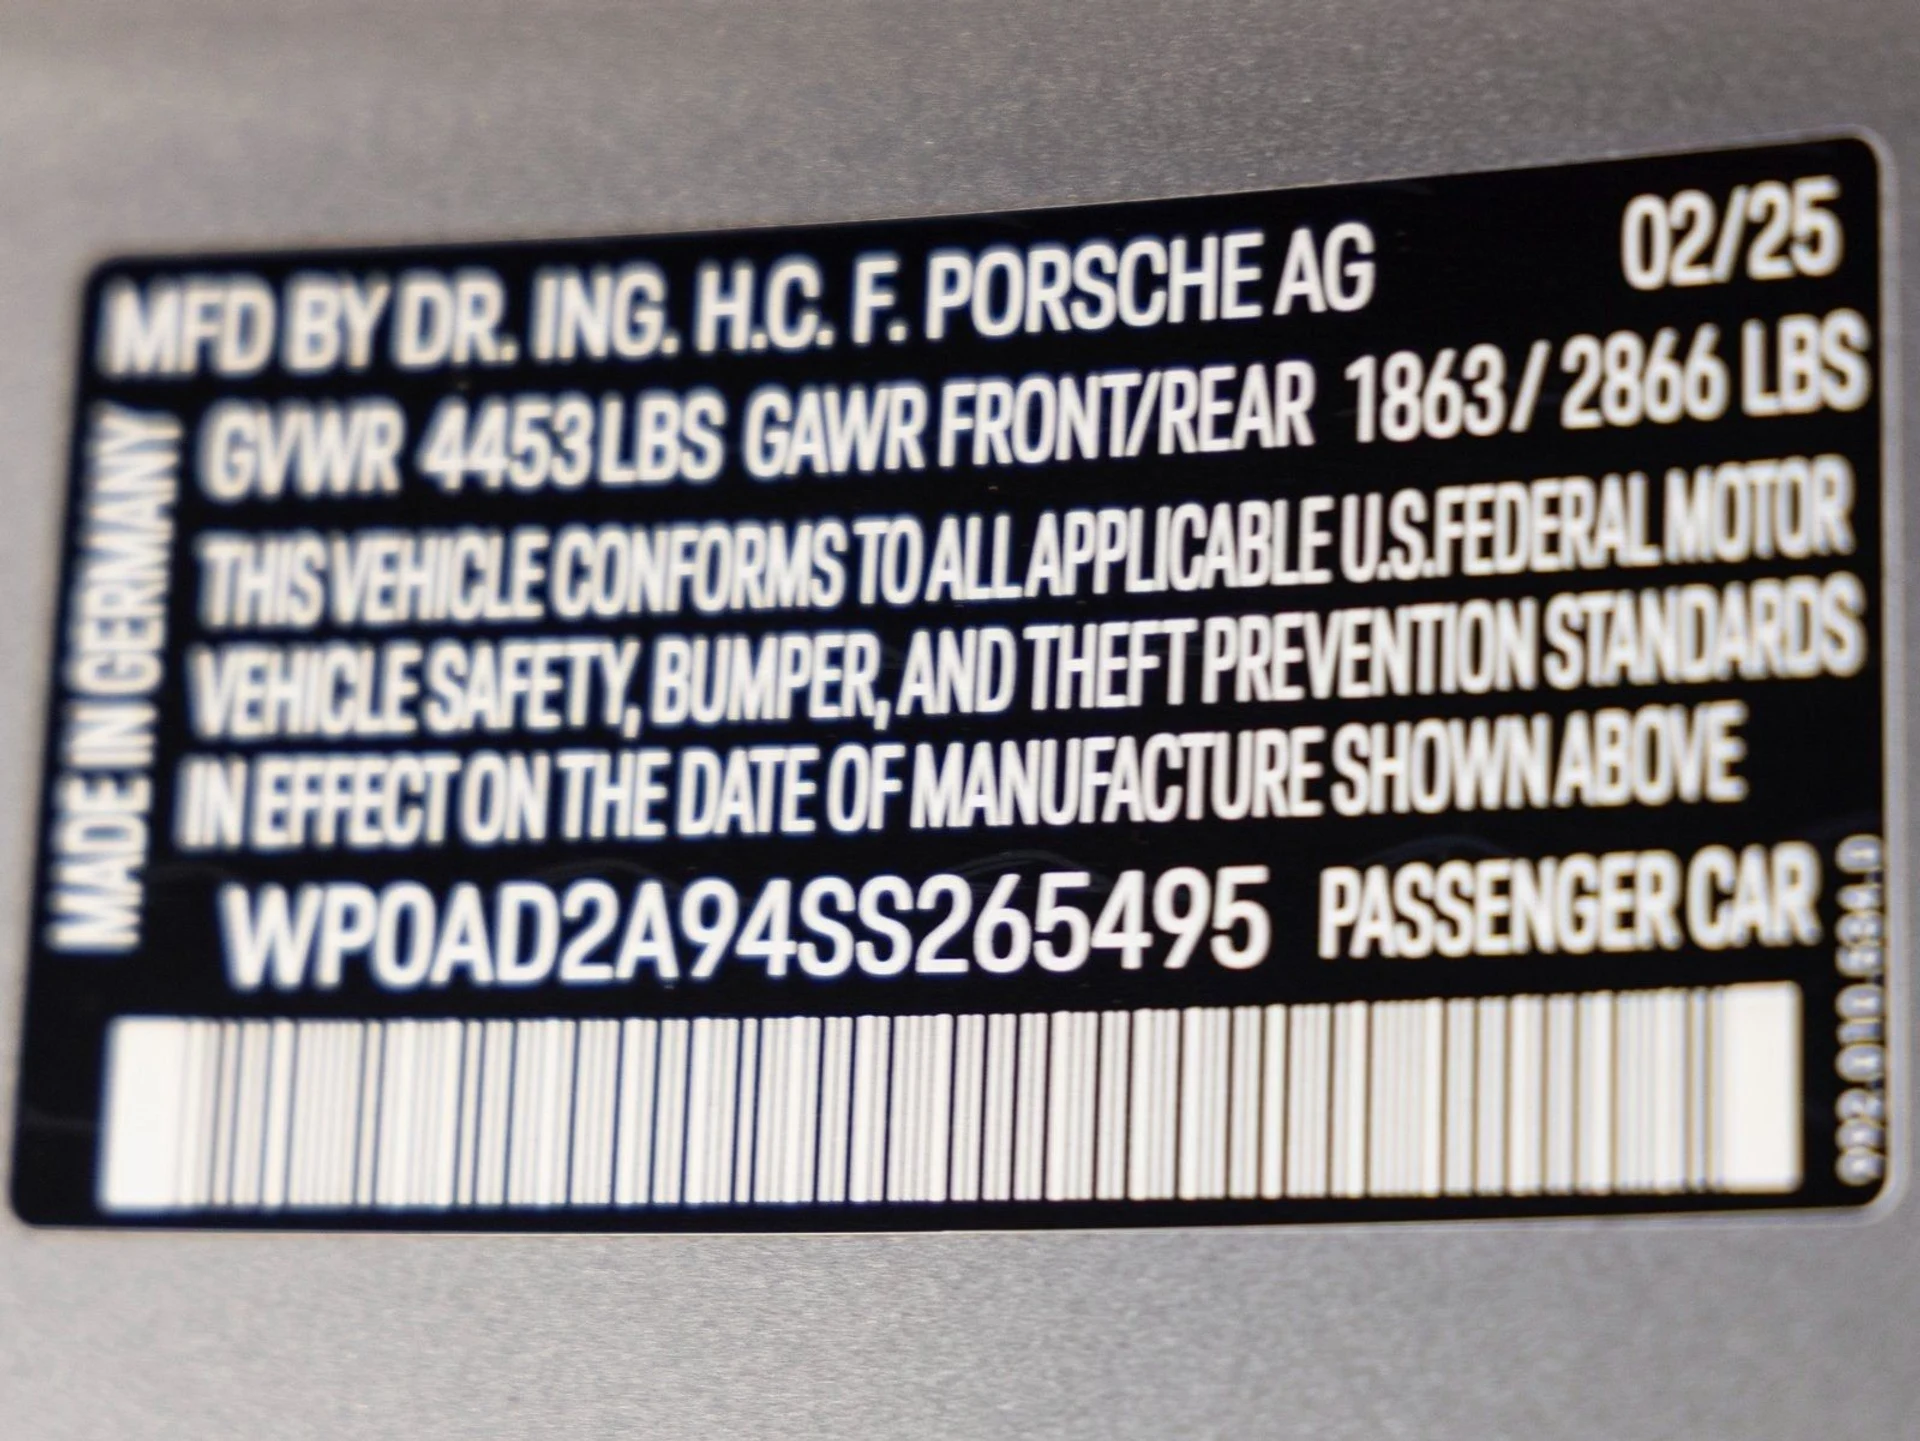 MFD BY DR. ING. H.C. F. PORSCHE AG 02/25
GVWR 4453 LBS GAWR FRONT/REAR 1863 / 2866 LBS
THIS VEHICLE CONFORMS TO ALL APPLICABLE U.S.FEDERAL MOTOR
VEHICLE SAFETY, BUMPER, AND THEFT PREVENTION STANDARDS
IN EFFECT ON THE DATE OF MANUFACTURE SHOWN ABOVE
MADE IN GERMANY
WP0AD2A94SS265495 PASSENGER CAR